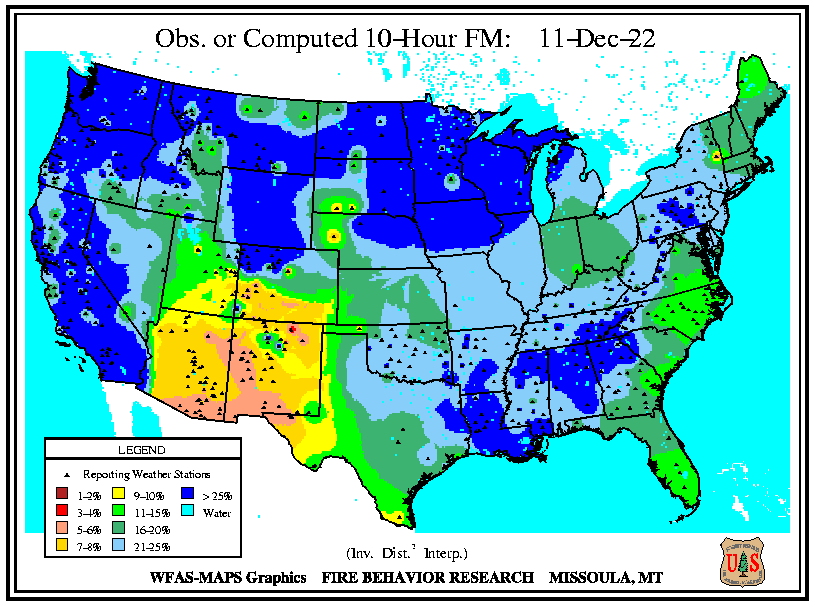 Obs. or Computed 10-Hour FM: 11-Dec-22
LEGEND
Reporting Weather Stations
1-2% 9-10% > 25%
3-4% 11-15% Water
5-6% 16-20%
7-8% 21-25%
(Inv. Dist.² Interp.)
WFAS-MAPS Graphics FIRE BEHAVIOR RESEARCH MISSOULA, MT
U S